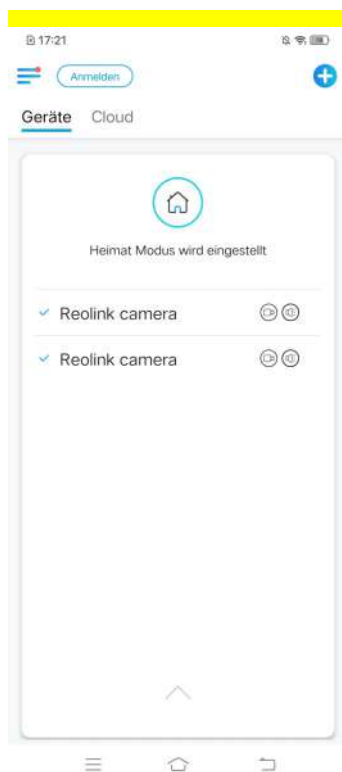 17:21
Anmelden
Geräte Cloud
Heimat Modus wird eingestellt
Reolink camera
Reolink camera